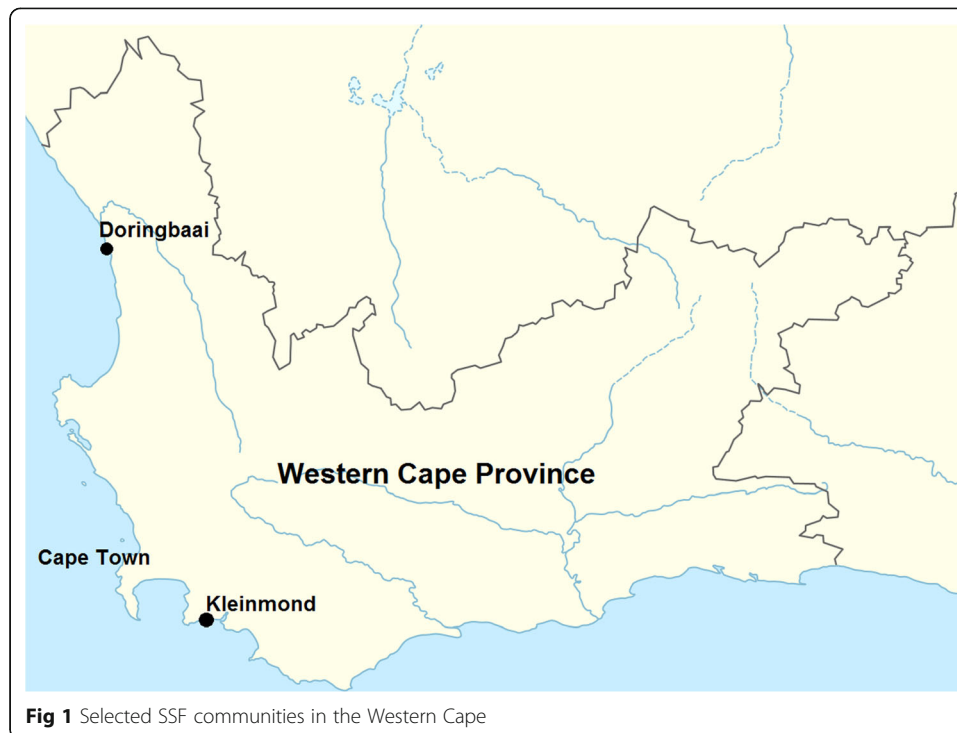 Doringbaai
Western Cape Province
Cape Town
Kleinmond
Fig 1 Selected SSF communities in the Western Cape